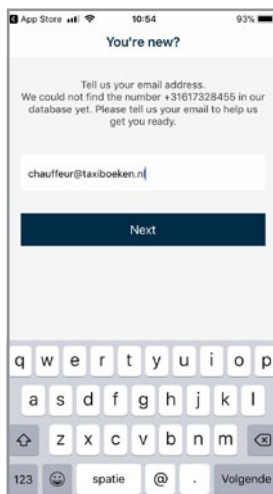 App Store 10:54 93%
You're new?
Tell us your email address.
We could not find the number +31617328455 in our
database yet. Please tell us your email to help us
get you ready.
chauffeur@taxiboeken.nl
Next
q w e r t y u i o p
a s d f g h j k l
z x c v b n m
123 spatie @ . Volgende